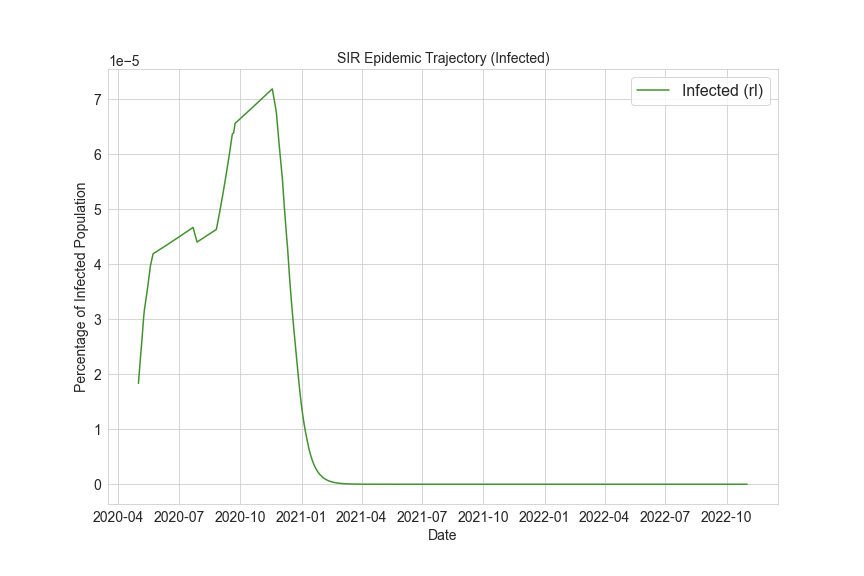 SIR Epidemic Trajectory (Infected)
1e−5
Infected (rI)
7
6
5
4
3
2
1
0
Percentage of Infected Population
2020-04 2020-07 2020-10 2021-01 2021-04 2021-07 2021-10 2022-01 2022-04 2022-07 2022-10
Date